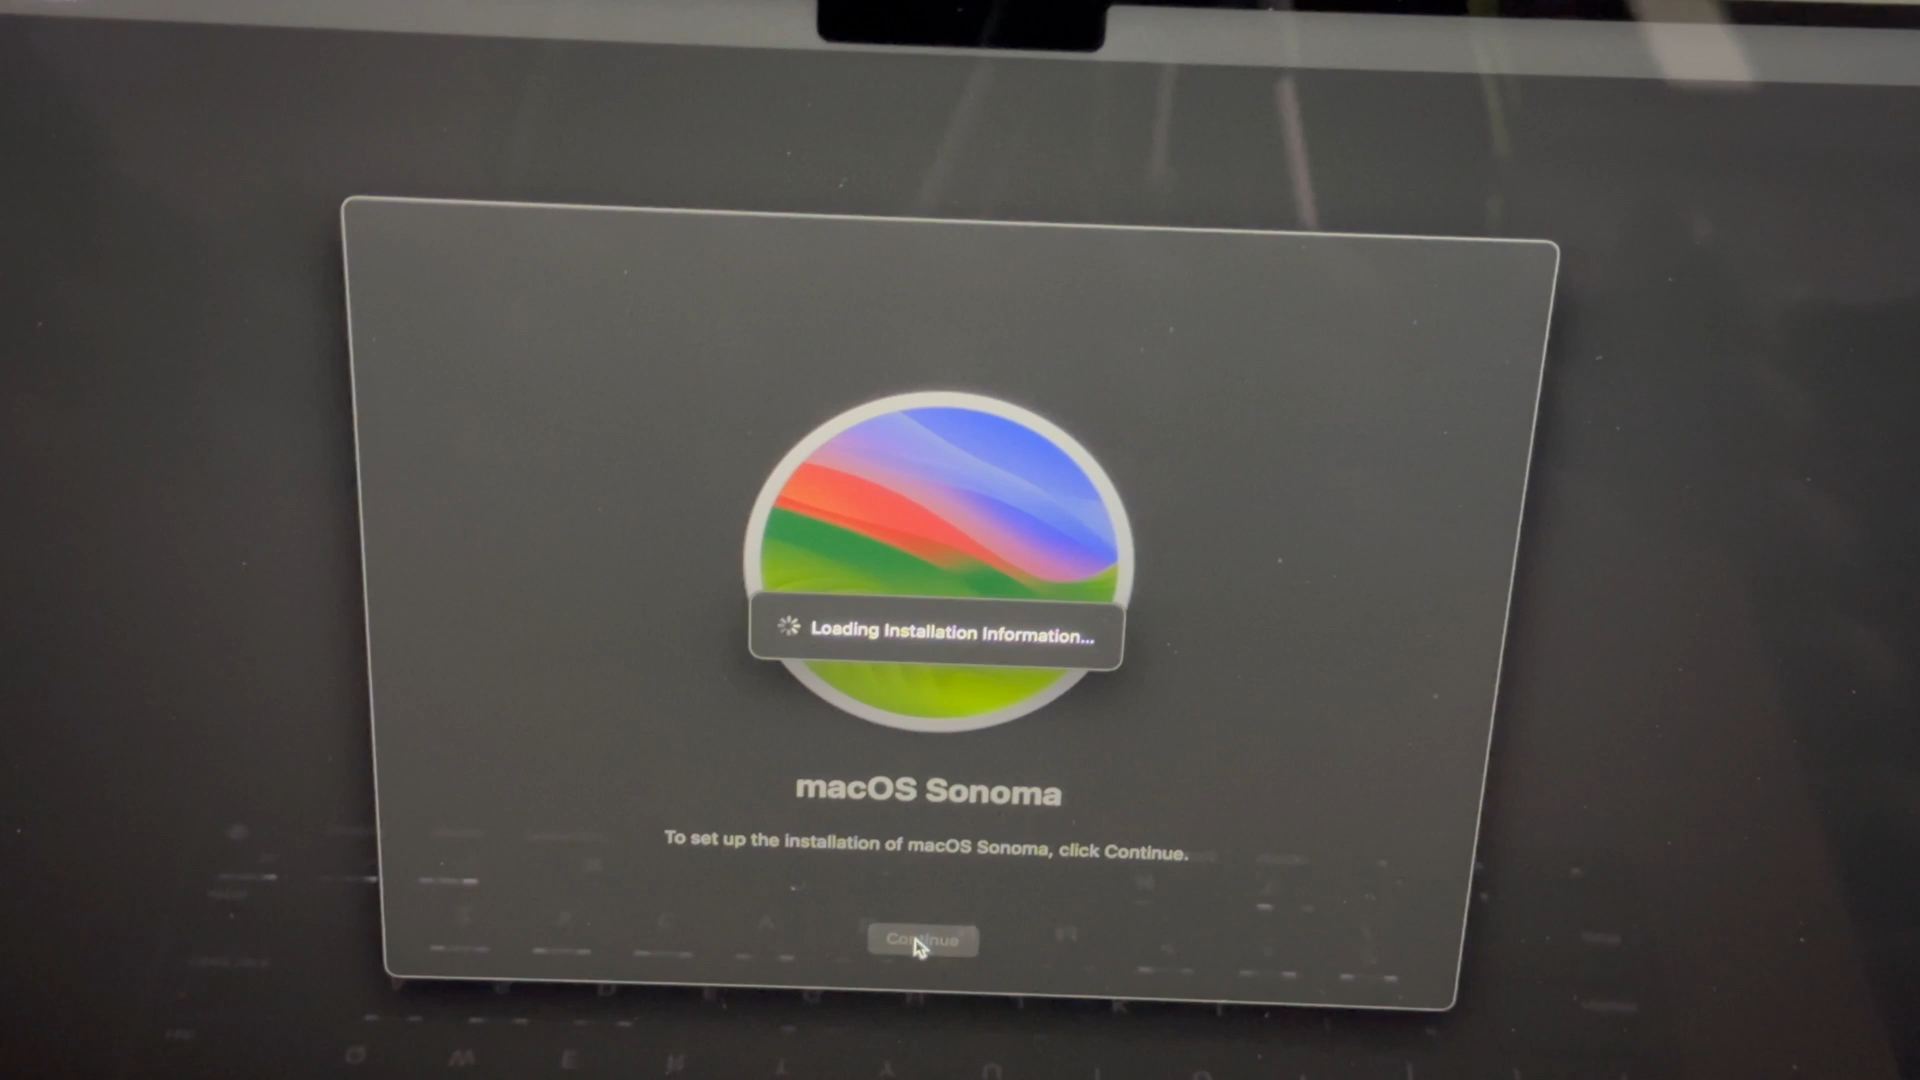 Loading Installation Information...
macOS Sonoma
To set up the installation of macOS Sonoma, click Continue.
Continue